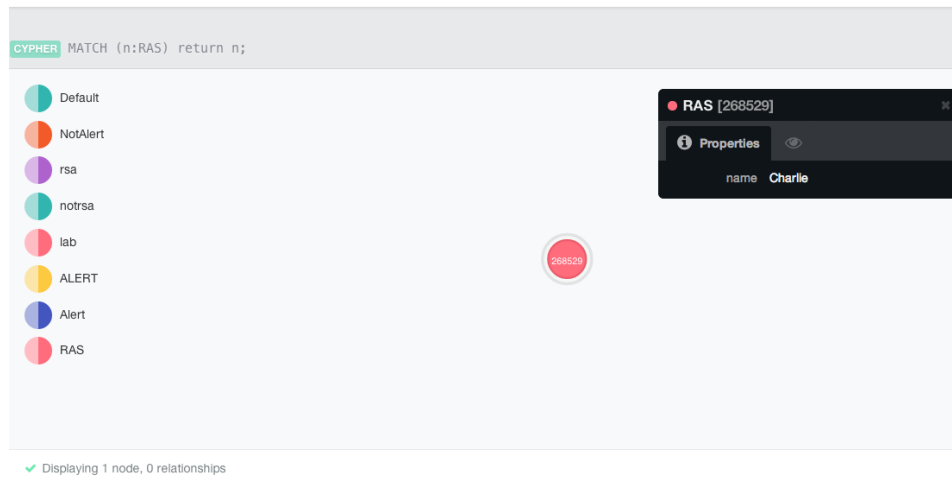 CYPHER MATCH (n:RAS) return n;
Default
NotAlert
rsa
notrsa
lab
ALERT
Alert
RAS
RAS [268529]
Properties
name Charlie
268529
Displaying 1 node, 0 relationships